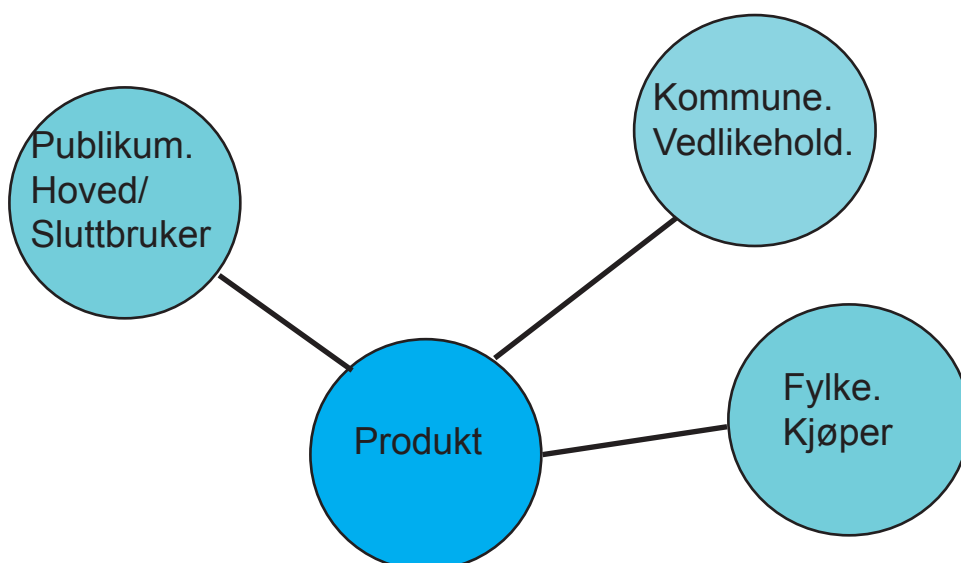 Publikum.
Hoved/
Sluttbruker
Kommune.
Vedlikehold.
Fylke.
Kjøper
Produkt